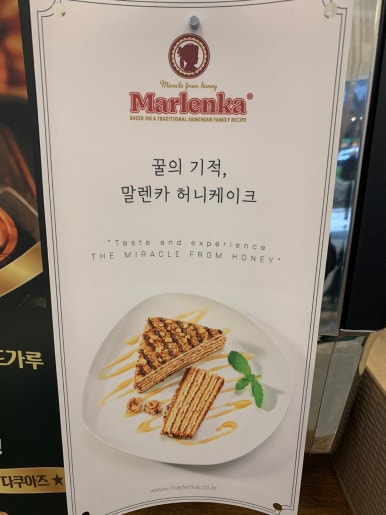 Miracle from honey
Marlenka®
BASED ON A TRADITIONAL ARMENIAN FAMILY RECIPE
꿀의 기적,
말렌카 허니케이크
"Taste and experience
THE MIRACLE FROM HONEY"
드가루
!
다쿠아즈 ★
www.marlenka.co.kr